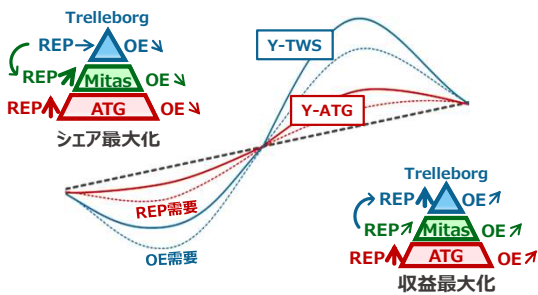 Trelleborg
REP→ OE↘
REP↗ Mitas OE↘
REP↑ ATG OE↘
シェア最大化
Y-TWS
Y-ATG
REP需要
OE需要
Trelleborg
REP↑ OE↗
REP↗ Mitas OE↗
REP↑ ATG OE↗
収益最大化